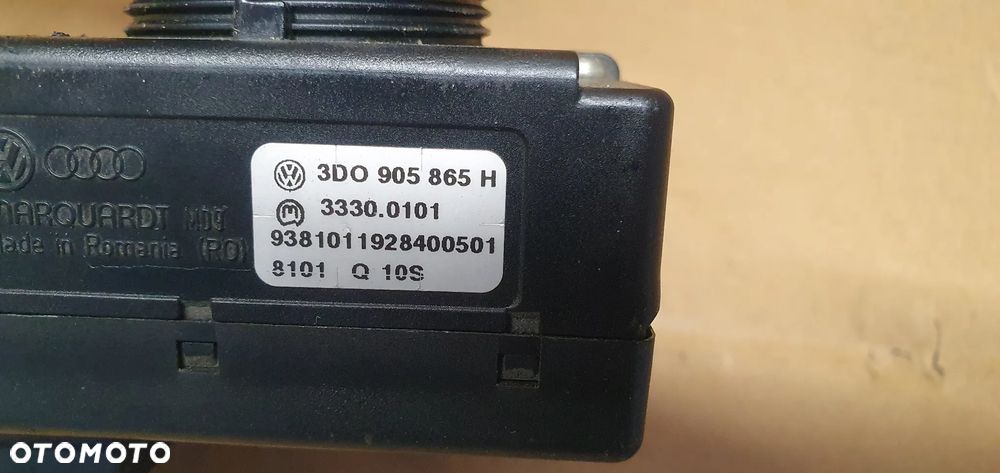 3D0 905 865 H
3330.0101
9381011928400501
8101 Q 10S
MARQUARDT
Made in Romania (RO)
OTOMOTO